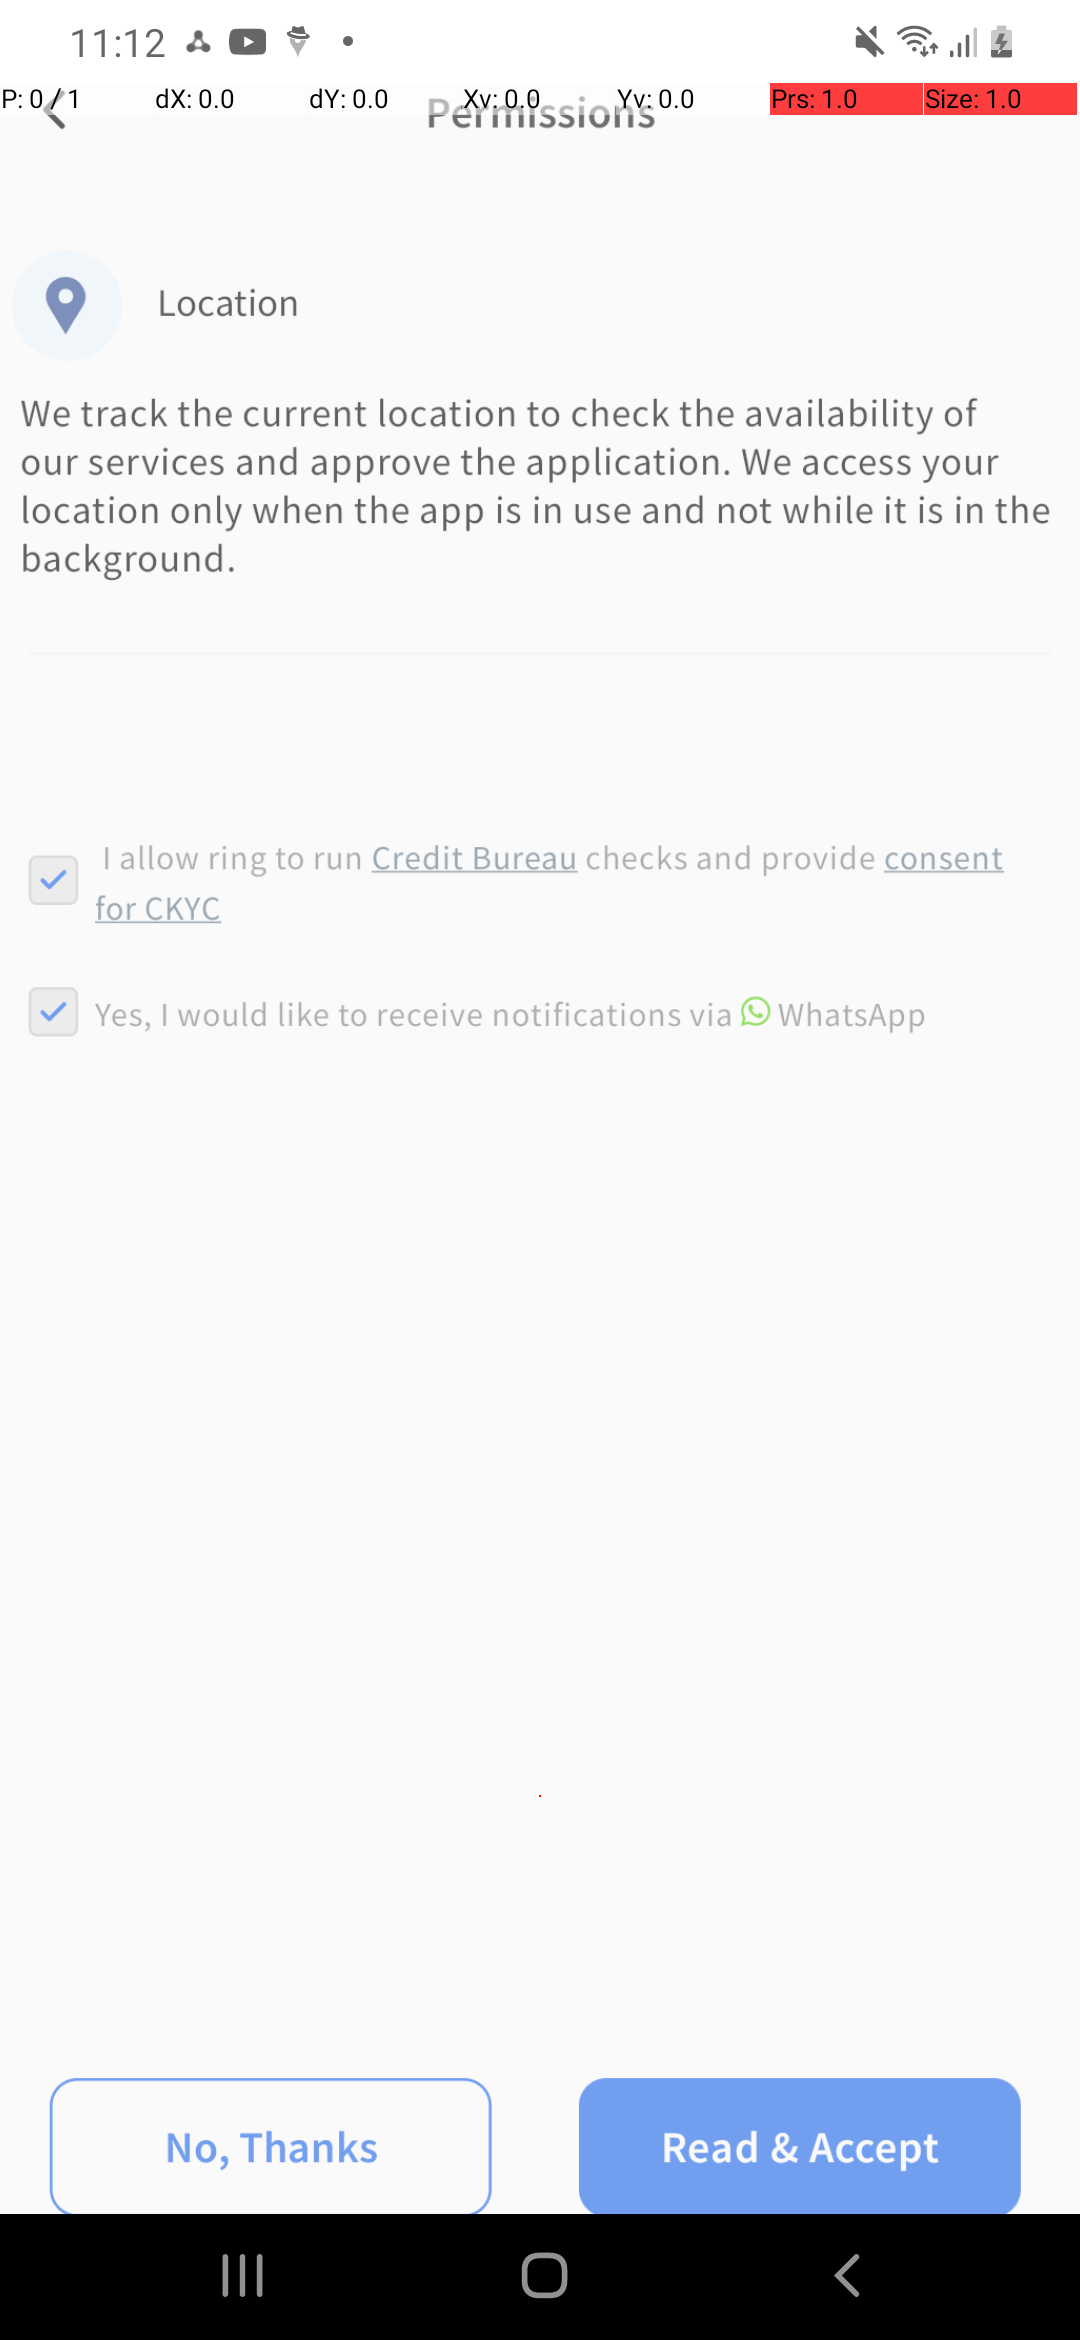 11:12
P: 0 / 1 dX: 0.0 dY: 0.0 Xv: 0.0 Yv: 0.0 Prs: 1.0 Size: 1.0
Permissions
Location
We track the current location to check the availability of
our services and approve the application. We access your
location only when the app is in use and not while it is in the
background.
I allow ring to run Credit Bureau checks and provide consent
for CKYC
Yes, I would like to receive notifications via WhatsApp
No, Thanks
Read & Accept